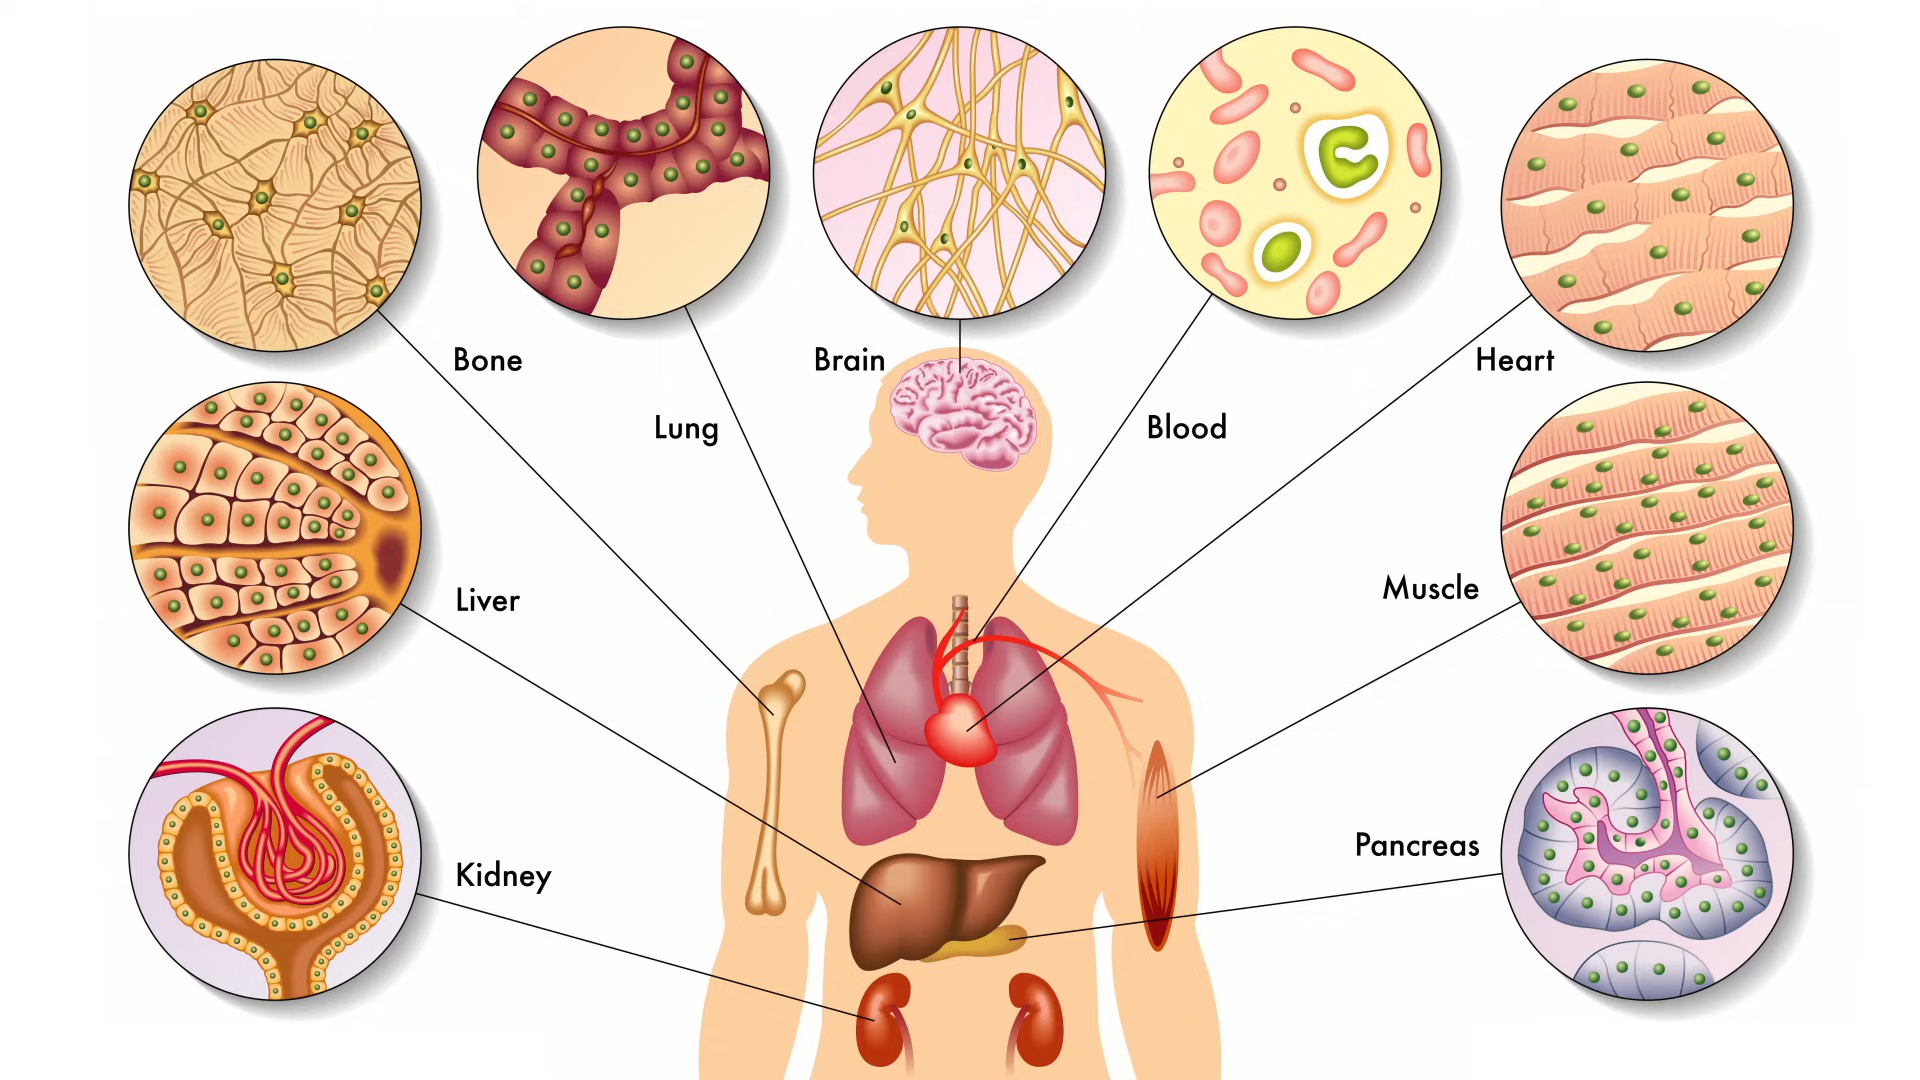 Bone
Brain
Heart
Lung
Blood
Muscle
Liver
Pancreas
Kidney